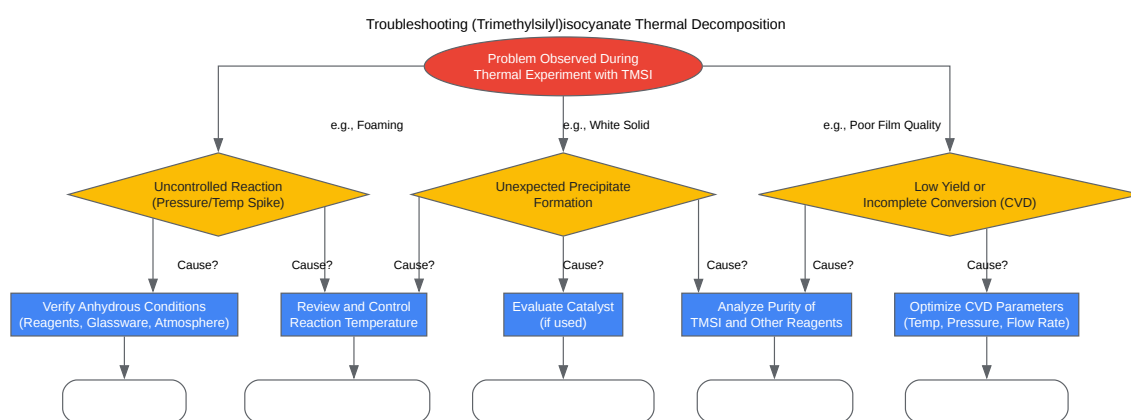 Troubleshooting (Trimethylsilyl)isocyanate Thermal Decomposition
Problem Observed During
Thermal Experiment with TMSI
e.g., Foaming
e.g., White Solid
e.g., Poor Film Quality
Uncontrolled Reaction
(Pressure/Temp Spike)
Unexpected Precipitate
Formation
Low Yield or
Incomplete Conversion (CVD)
Cause?
Cause?
Cause?
Cause?
Cause?
Cause?
Cause?
Verify Anhydrous Conditions
(Reagents, Glassware, Atmosphere)
Review and Control
Reaction Temperature
Evaluate Catalyst
(if used)
Analyze Purity of
TMSI and Other Reagents
Optimize CVD Parameters
(Temp, Pressure, Flow Rate)